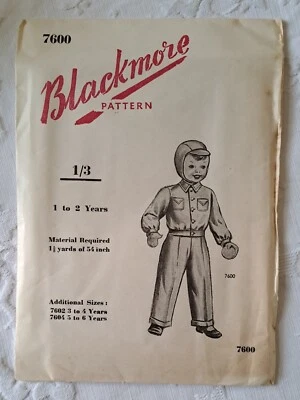 7600
Blackmore
PATTERN
1/3
1 to 2 Years
Material Required
1½ yards of 54 inch
7600
Additional Sizes :
7602 3 to 4 Years
7604 5 to 6 Years
7600